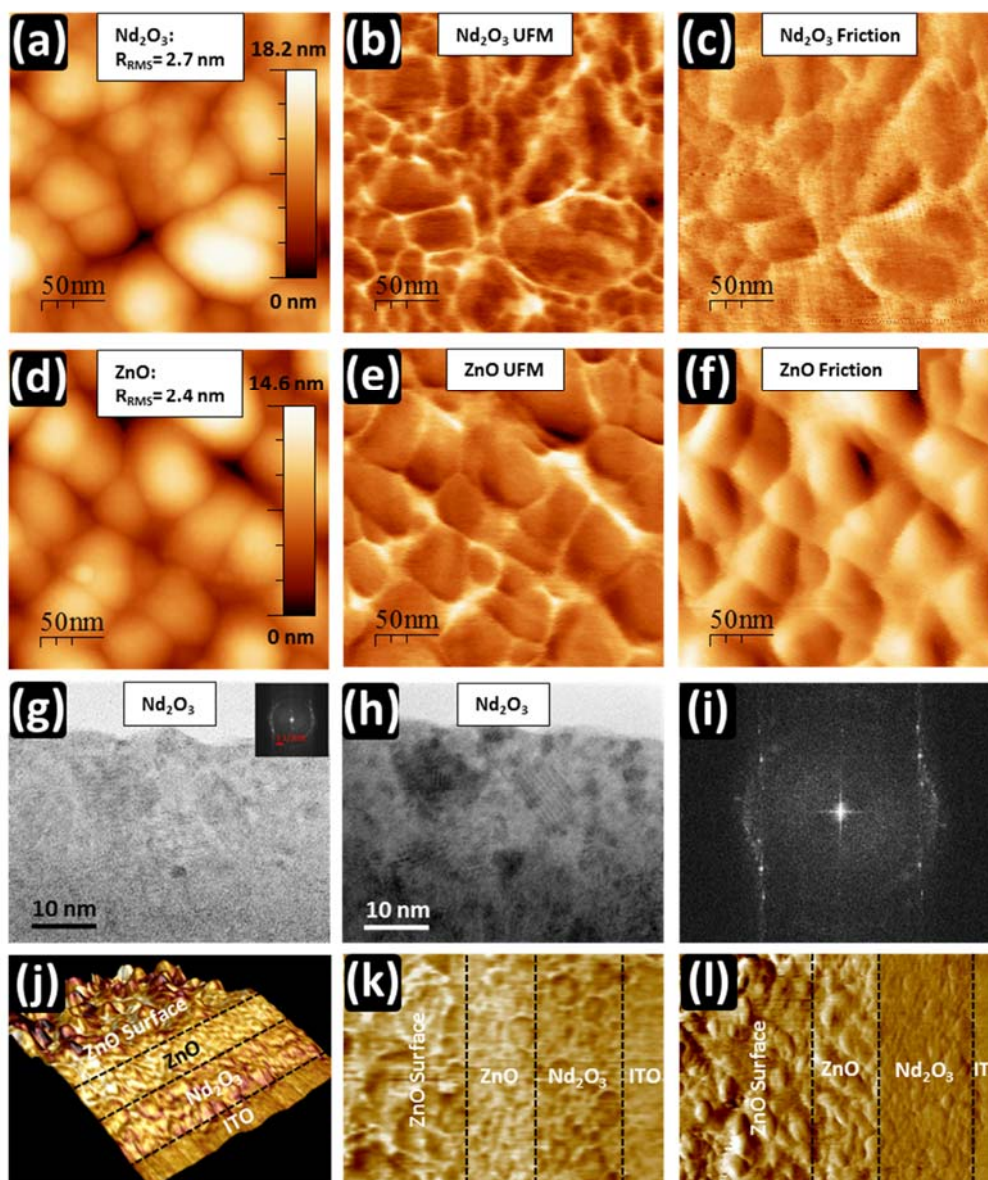 (a)
Nd₂O₃:
R_RMS= 2.7 nm
18.2 nm
0 nm
50nm
(b)
Nd₂O₃ UFM
50nm
(c)
Nd₂O₃ Friction
50nm
(d)
ZnO:
R_RMS= 2.4 nm
14.6 nm
0 nm
50nm
(e)
ZnO UFM
50nm
(f)
ZnO Friction
50nm
(g)
Nd₂O₃
10 nm
(h)
Nd₂O₃
10 nm
(i)
(j)
ZnO Surface
ZnO
Nd₂O₃
ITO
(k)
ZnO Surface
ZnO
Nd₂O₃
ITO
(l)
ZnO Surface
ZnO
Nd₂O₃